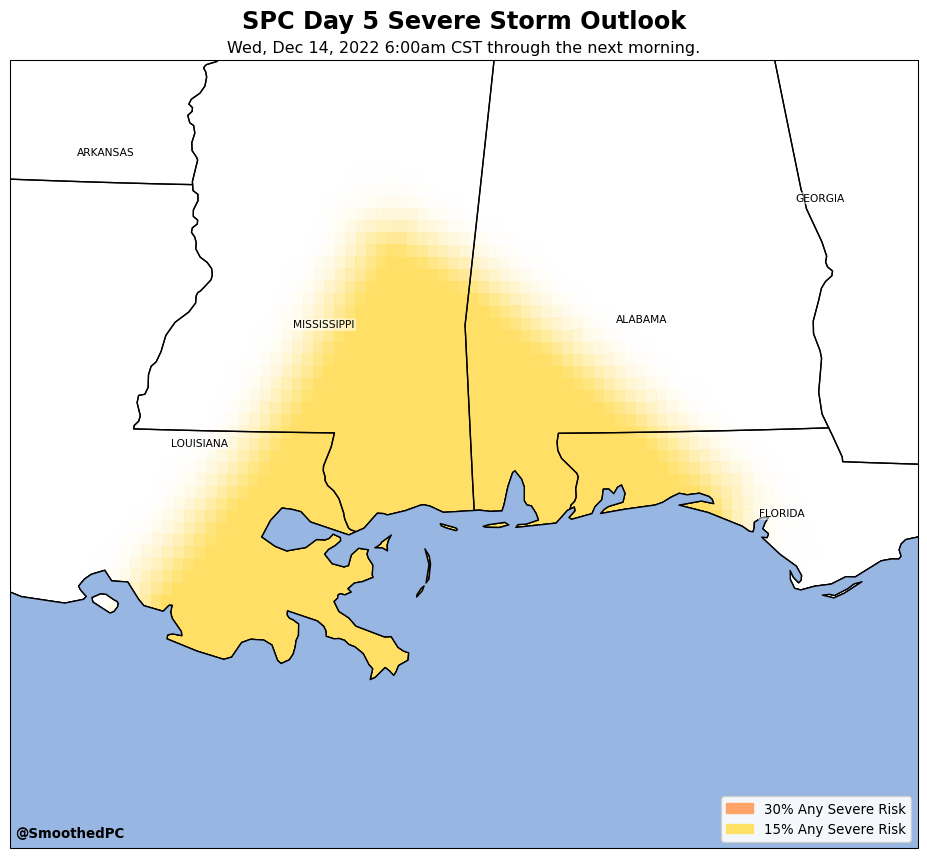 SPC Day 5 Severe Storm Outlook
Wed, Dec 14, 2022 6:00am CST through the next morning.
ARKANSAS
GEORGIA
MISSISSIPPI
ALABAMA
LOUISIANA
FLORIDA
30% Any Severe Risk
15% Any Severe Risk
@SmoothedPC